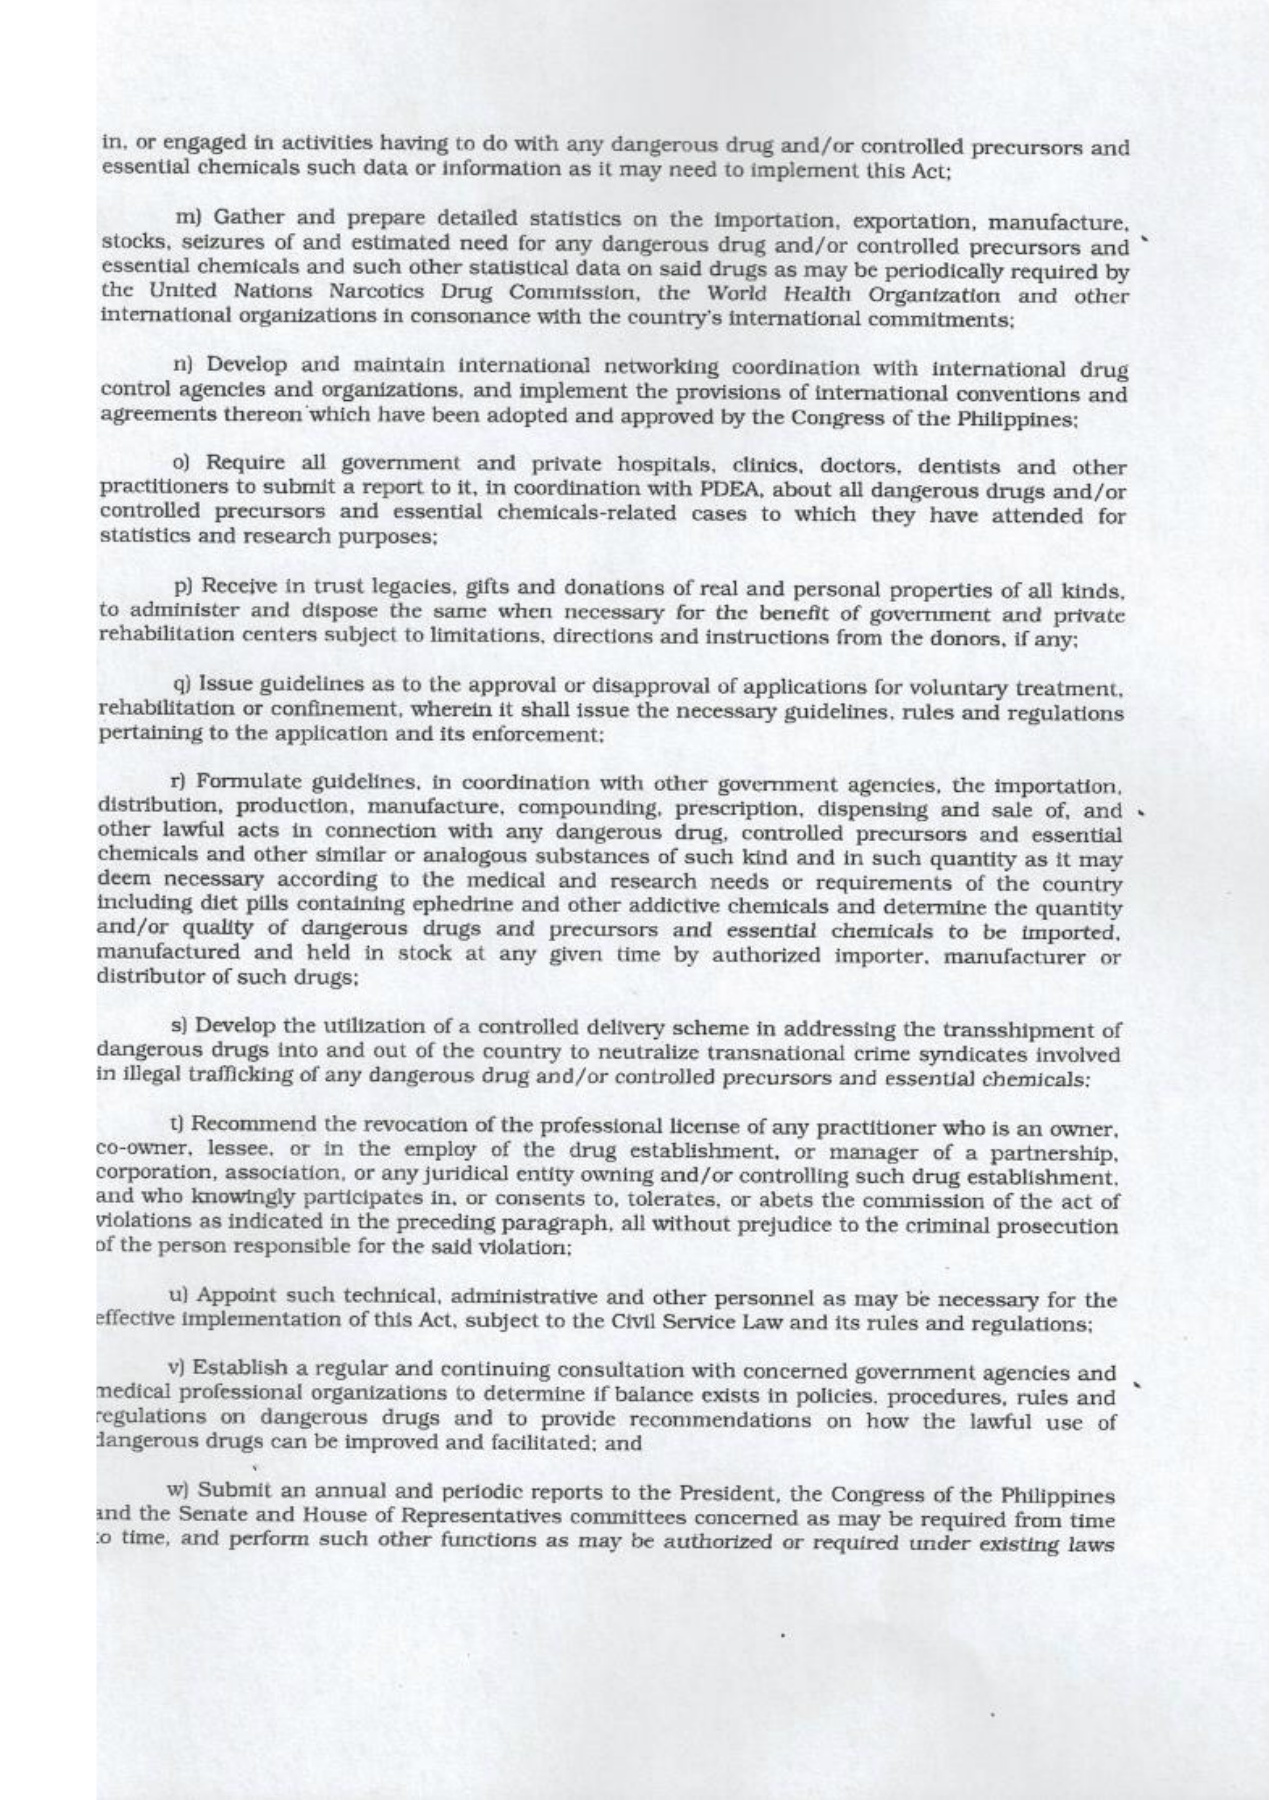 in, or engaged in activities having to do with any dangerous drug and/or controlled precursors and
essential chemicals such data or information as it may need to implement this Act;
m) Gather and prepare detailed statistics on the importation, exportation, manufacture,
stocks, seizures of and estimated need for any dangerous drug and/or controlled precursors and
essential chemicals and such other statistical data on said drugs as may be periodically required by
the United Nations Narcotics Drug Commission, the World Health Organization and other
international organizations in consonance with the country's international commitments;
n) Develop and maintain international networking coordination with international drug
control agencies and organizations, and implement the provisions of international conventions and
agreements thereon which have been adopted and approved by the Congress of the Philippines;
o) Require all government and private hospitals, clinics, doctors, dentists and other
practitioners to submit a report to it, in coordination with PDEA, about all dangerous drugs and/or
controlled precursors and essential chemicals-related cases to which they have attended for
statistics and research purposes;
p) Receive in trust legacies, gifts and donations of real and personal properties of all kinds,
to administer and dispose the same when necessary for the benefit of government and private
rehabilitation centers subject to limitations, directions and instructions from the donors, if any;
q) Issue guidelines as to the approval or disapproval of applications for voluntary treatment,
rehabilitation or confinement, wherein it shall issue the necessary guidelines, rules and regulations
pertaining to the application and its enforcement;
r) Formulate guidelines, in coordination with other government agencies, the importation,
distribution, production, manufacture, compounding, prescription, dispensing and sale of, and
other lawful acts in connection with any dangerous drug, controlled precursors and essential
chemicals and other similar or analogous substances of such kind and in such quantity as it may
deem necessary according to the medical and research needs or requirements of the country
including diet pills containing ephedrine and other addictive chemicals and determine the quantity
and/or quality of dangerous drugs and precursors and essential chemicals to be imported,
manufactured and held in stock at any given time by authorized importer, manufacturer or
distributor of such drugs;
s) Develop the utilization of a controlled delivery scheme in addressing the transshipment of
dangerous drugs into and out of the country to neutralize transnational crime syndicates involved
in illegal trafficking of any dangerous drug and/or controlled precursors and essential chemicals;
t) Recommend the revocation of the professional license of any practitioner who is an owner,
co-owner, lessee, or in the employ of the drug establishment, or manager of a partnership,
corporation, association, or any juridical entity owning and/or controlling such drug establishment,
and who knowingly participates in, or consents to, tolerates, or abets the commission of the act of
violations as indicated in the preceding paragraph, all without prejudice to the criminal prosecution
of the person responsible for the said violation;
u) Appoint such technical, administrative and other personnel as may be necessary for the
effective implementation of this Act, subject to the Civil Service Law and its rules and regulations;
v) Establish a regular and continuing consultation with concerned government agencies and
medical professional organizations to determine if balance exists in policies, procedures, rules and
regulations on dangerous drugs and to provide recommendations on how the lawful use of
dangerous drugs can be improved and facilitated; and
w) Submit an annual and periodic reports to the President, the Congress of the Philippines
and the Senate and House of Representatives committees concerned as may be required from time
to time, and perform such other functions as may be authorized or required under existing laws